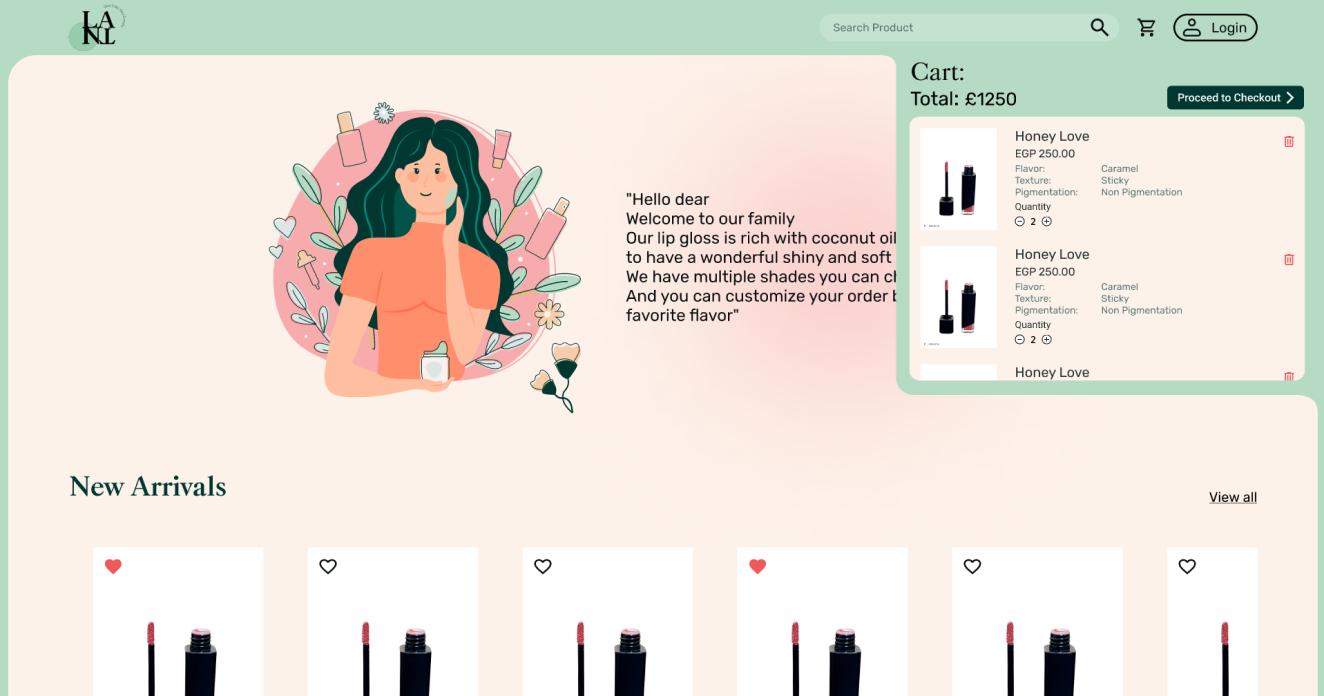 LA
NI
Search Product
Login
Cart:
Total: £1250
Proceed to Checkout
"Hello dear
Welcome to our family
Our lip gloss is rich with coconut oil
to have a wonderful shiny and soft
We have multiple shades you can ch
And you can customize your order b
favorite flavor"
Honey Love
EGP 250.00
Flavor: Caramel
Texture: Sticky
Pigmentation: Non Pigmentation
Quantity
2
Honey Love
EGP 250.00
Flavor: Caramel
Texture: Sticky
Pigmentation: Non Pigmentation
Quantity
2
Honey Love
New Arrivals
View all